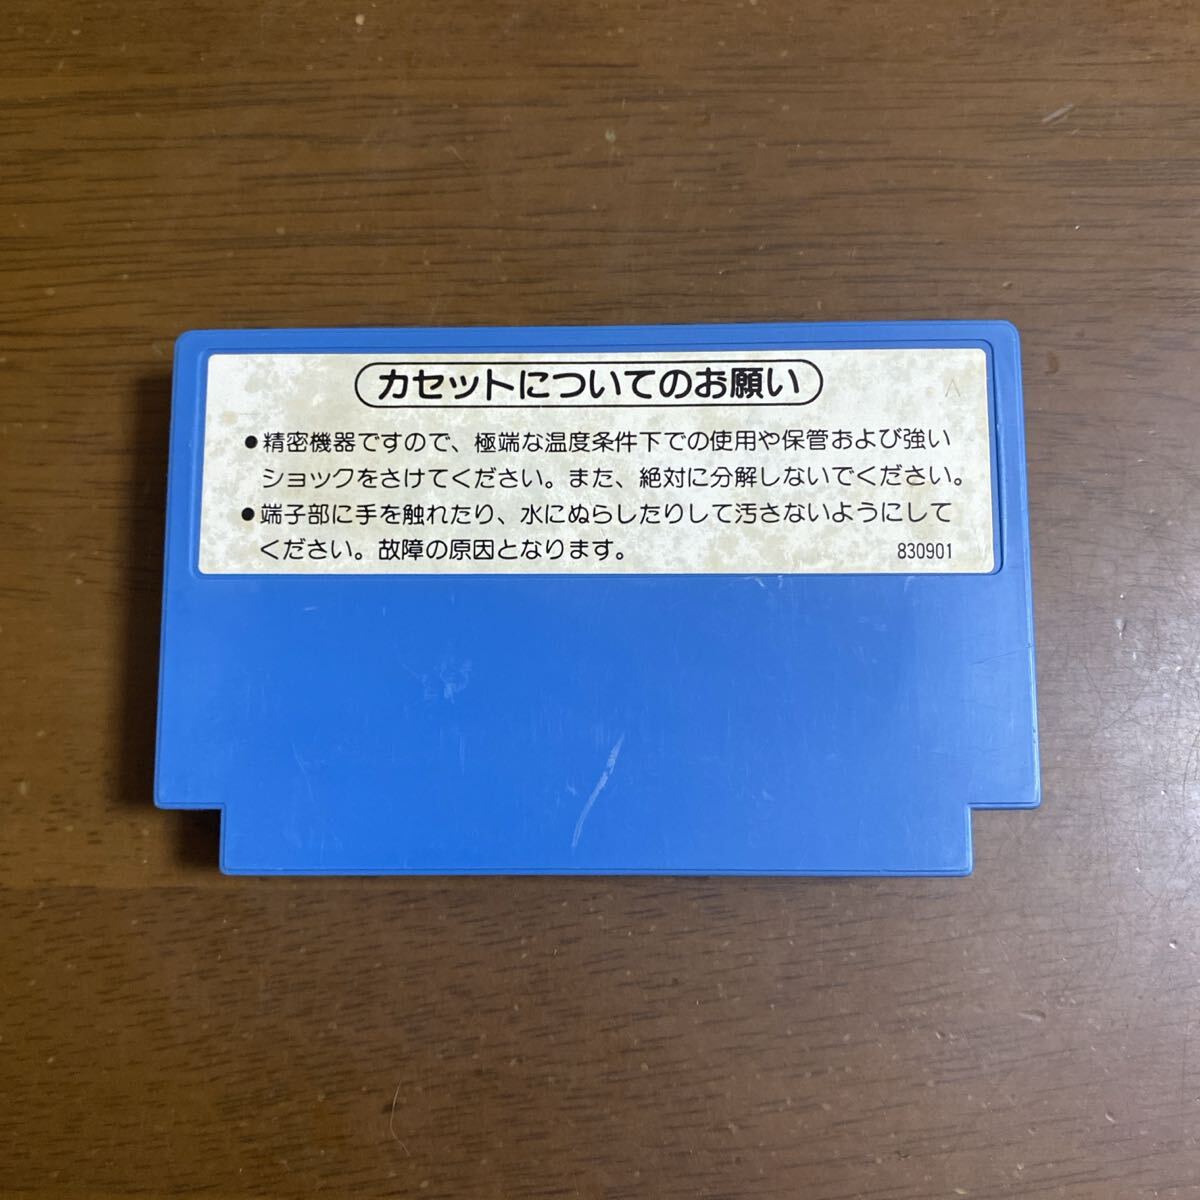 カセットについてのお願い
A
●精密機器ですので、極端な温度条件下での使用や保管および強い
ショックをさけてください。また、絶対に分解しないでください。
●端子部に手を触れたり、水にぬらしたりして汚さないようにして
ください。故障の原因となります。
830901